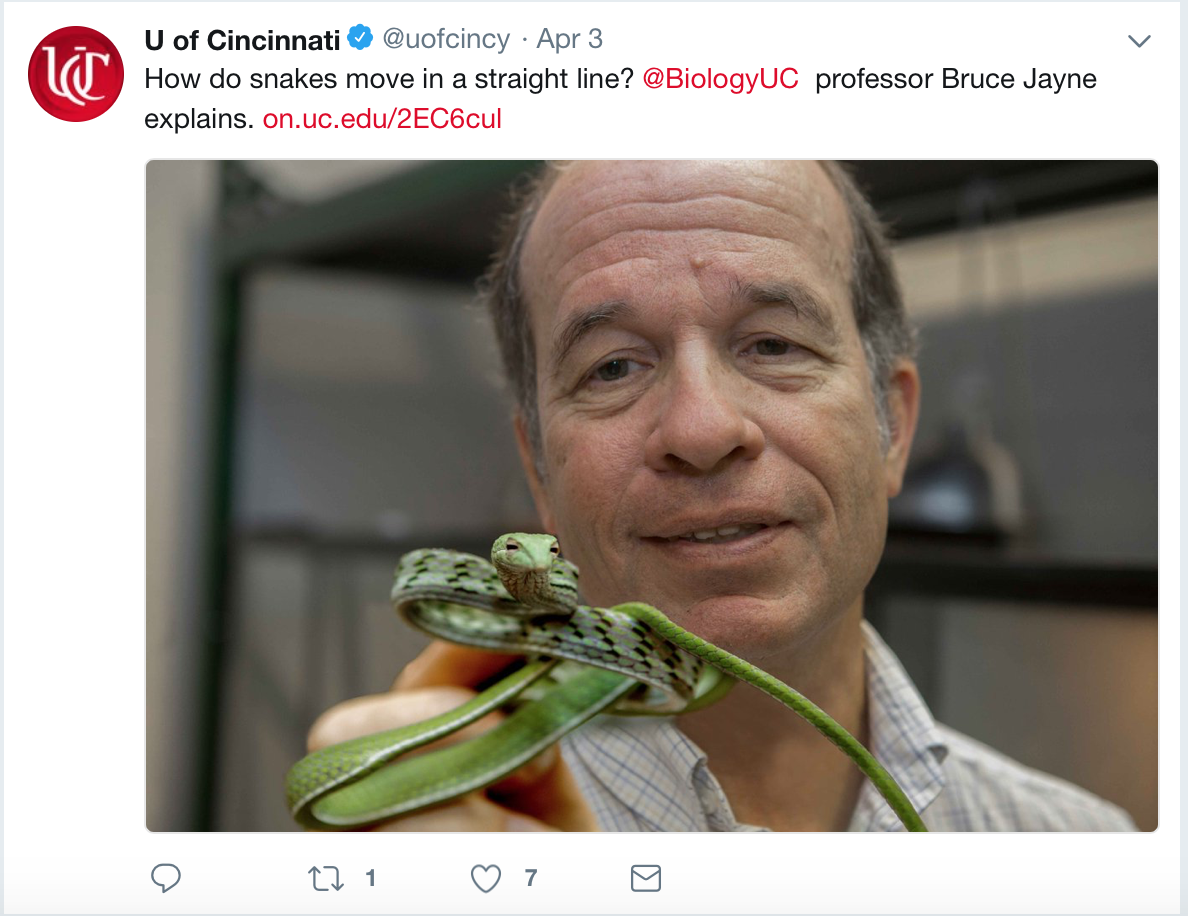 UC
U of Cincinnati @uofcincy · Apr 3
How do snakes move in a straight line? @BiologyUC professor Bruce Jayne
explains. on.uc.edu/2EC6cul
1 7